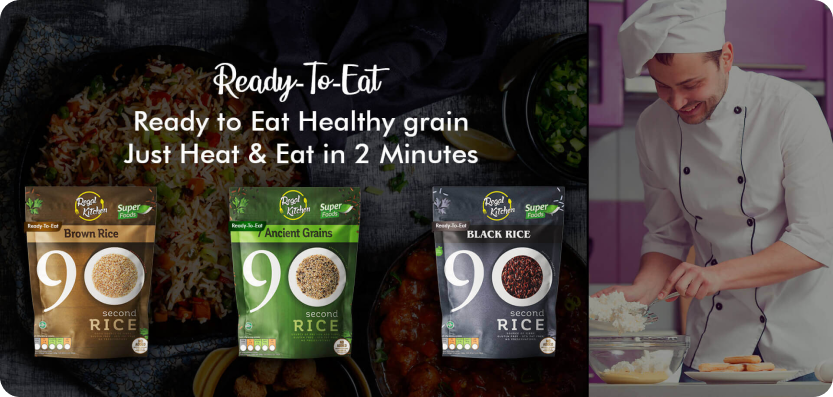 Ready-To-Eat
Ready to Eat Healthy grain
Just Heat & Eat in 2 Minutes
Regal
Kitchen
Super
Foods
Ready-To-Eat
Brown Rice
90
second
RICE
Regal
Kitchen
Super
Foods
Ready-To-Eat
7 Ancient Grains
90
second
RICE
Regal
Kitchen
Super
Foods
Ready-To-Eat
BLACK RICE
90
second
RICE